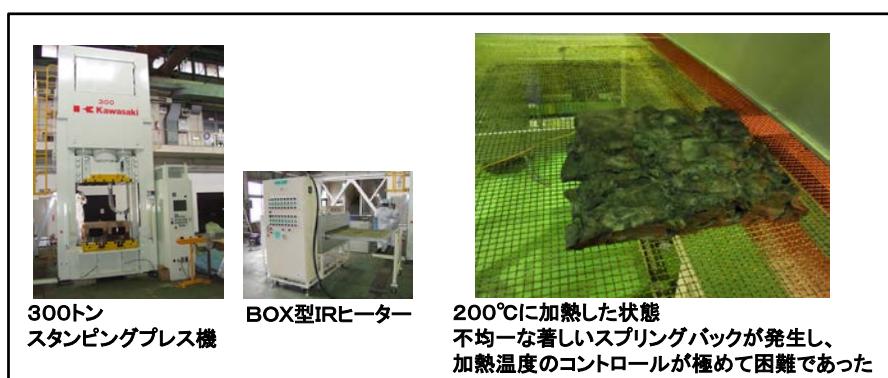 300
Kawasaki
300トン
スタンピングプレス機
BOX型IRヒーター
200℃に加熱した状態
不均一な著しいスプリングバックが発生し、
加熱温度のコントロールが極めて困難であった